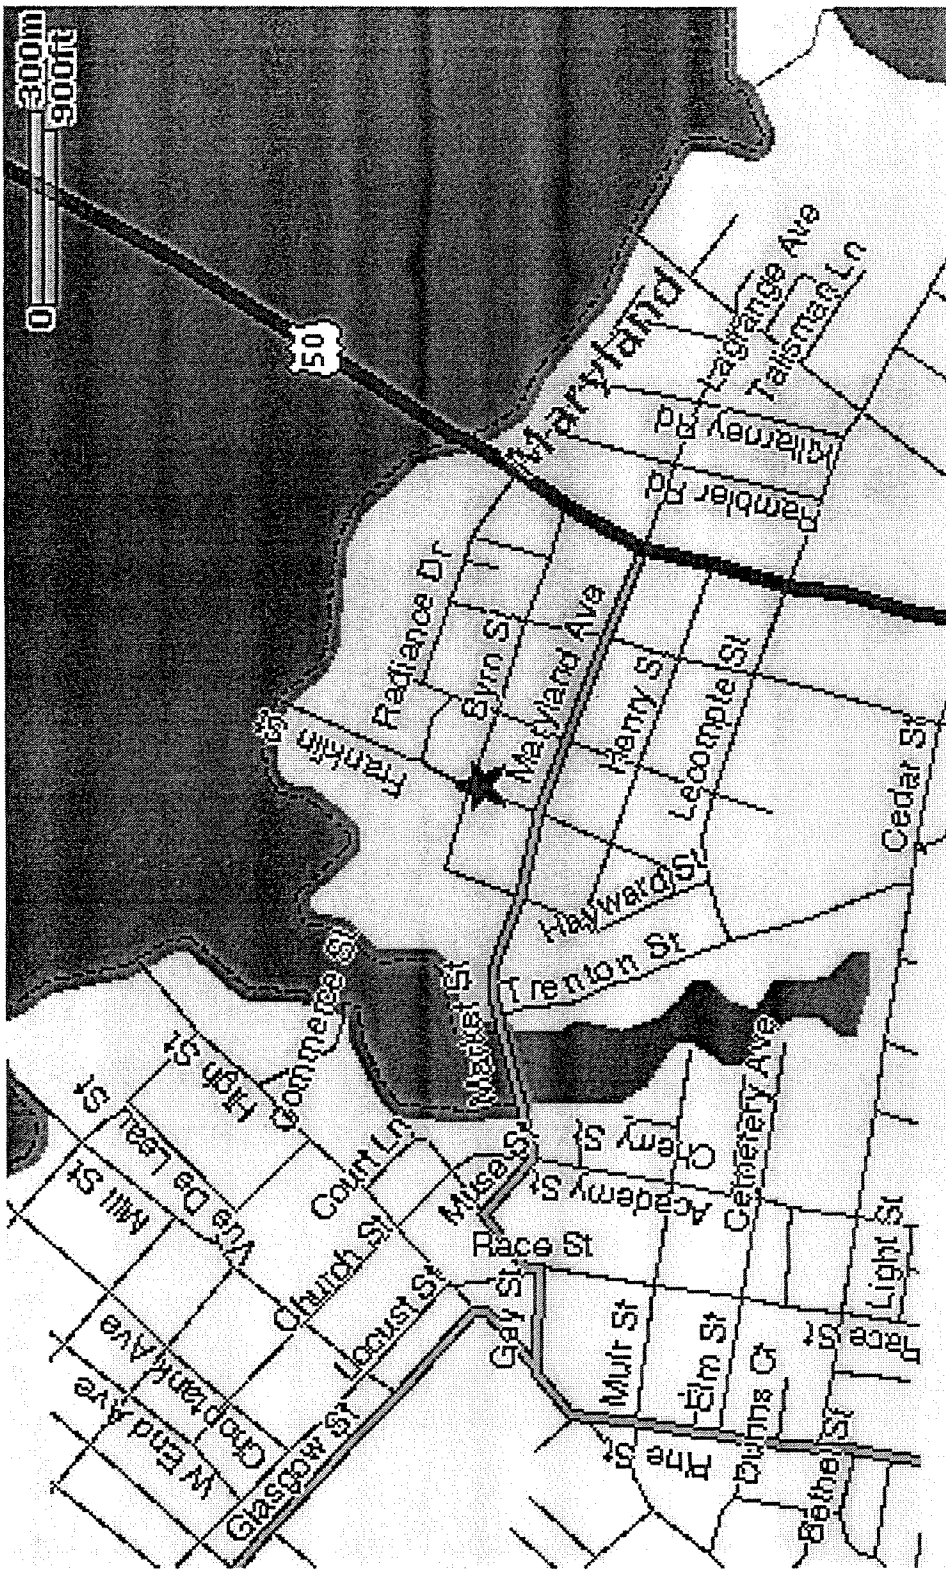 0
300m
900ft
50
Maryland
Lagrange Ave
Talisman Ln
Kilarney Rd
Rambler Rd
Radiance Dr
Byrn St
Maryland Ave
Franklin St
Henry St
Lecompte St
Cedar St
Hayward St
Trenton St
Commerce St
Market St
High St
Vue De Leau St
Mill St
Court Ln
Church St
Muse St
Academy St
Cremy Ct
Cemetery Ave
Choptank Ave
W End Ave
Locust St
Glasgow St
Race St
Gay St
Muir St
Elm St
Dunns Ct
Pine St
Light St
Race St
Bethel St